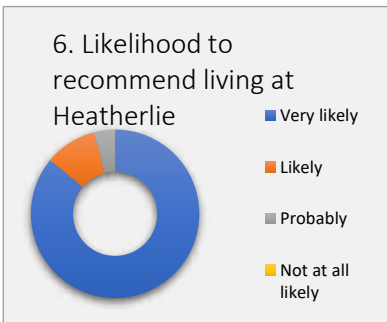 6. Likelihood to
recommend living at
Heatherlie
Very likely
Likely
Probably
Not at all
likely